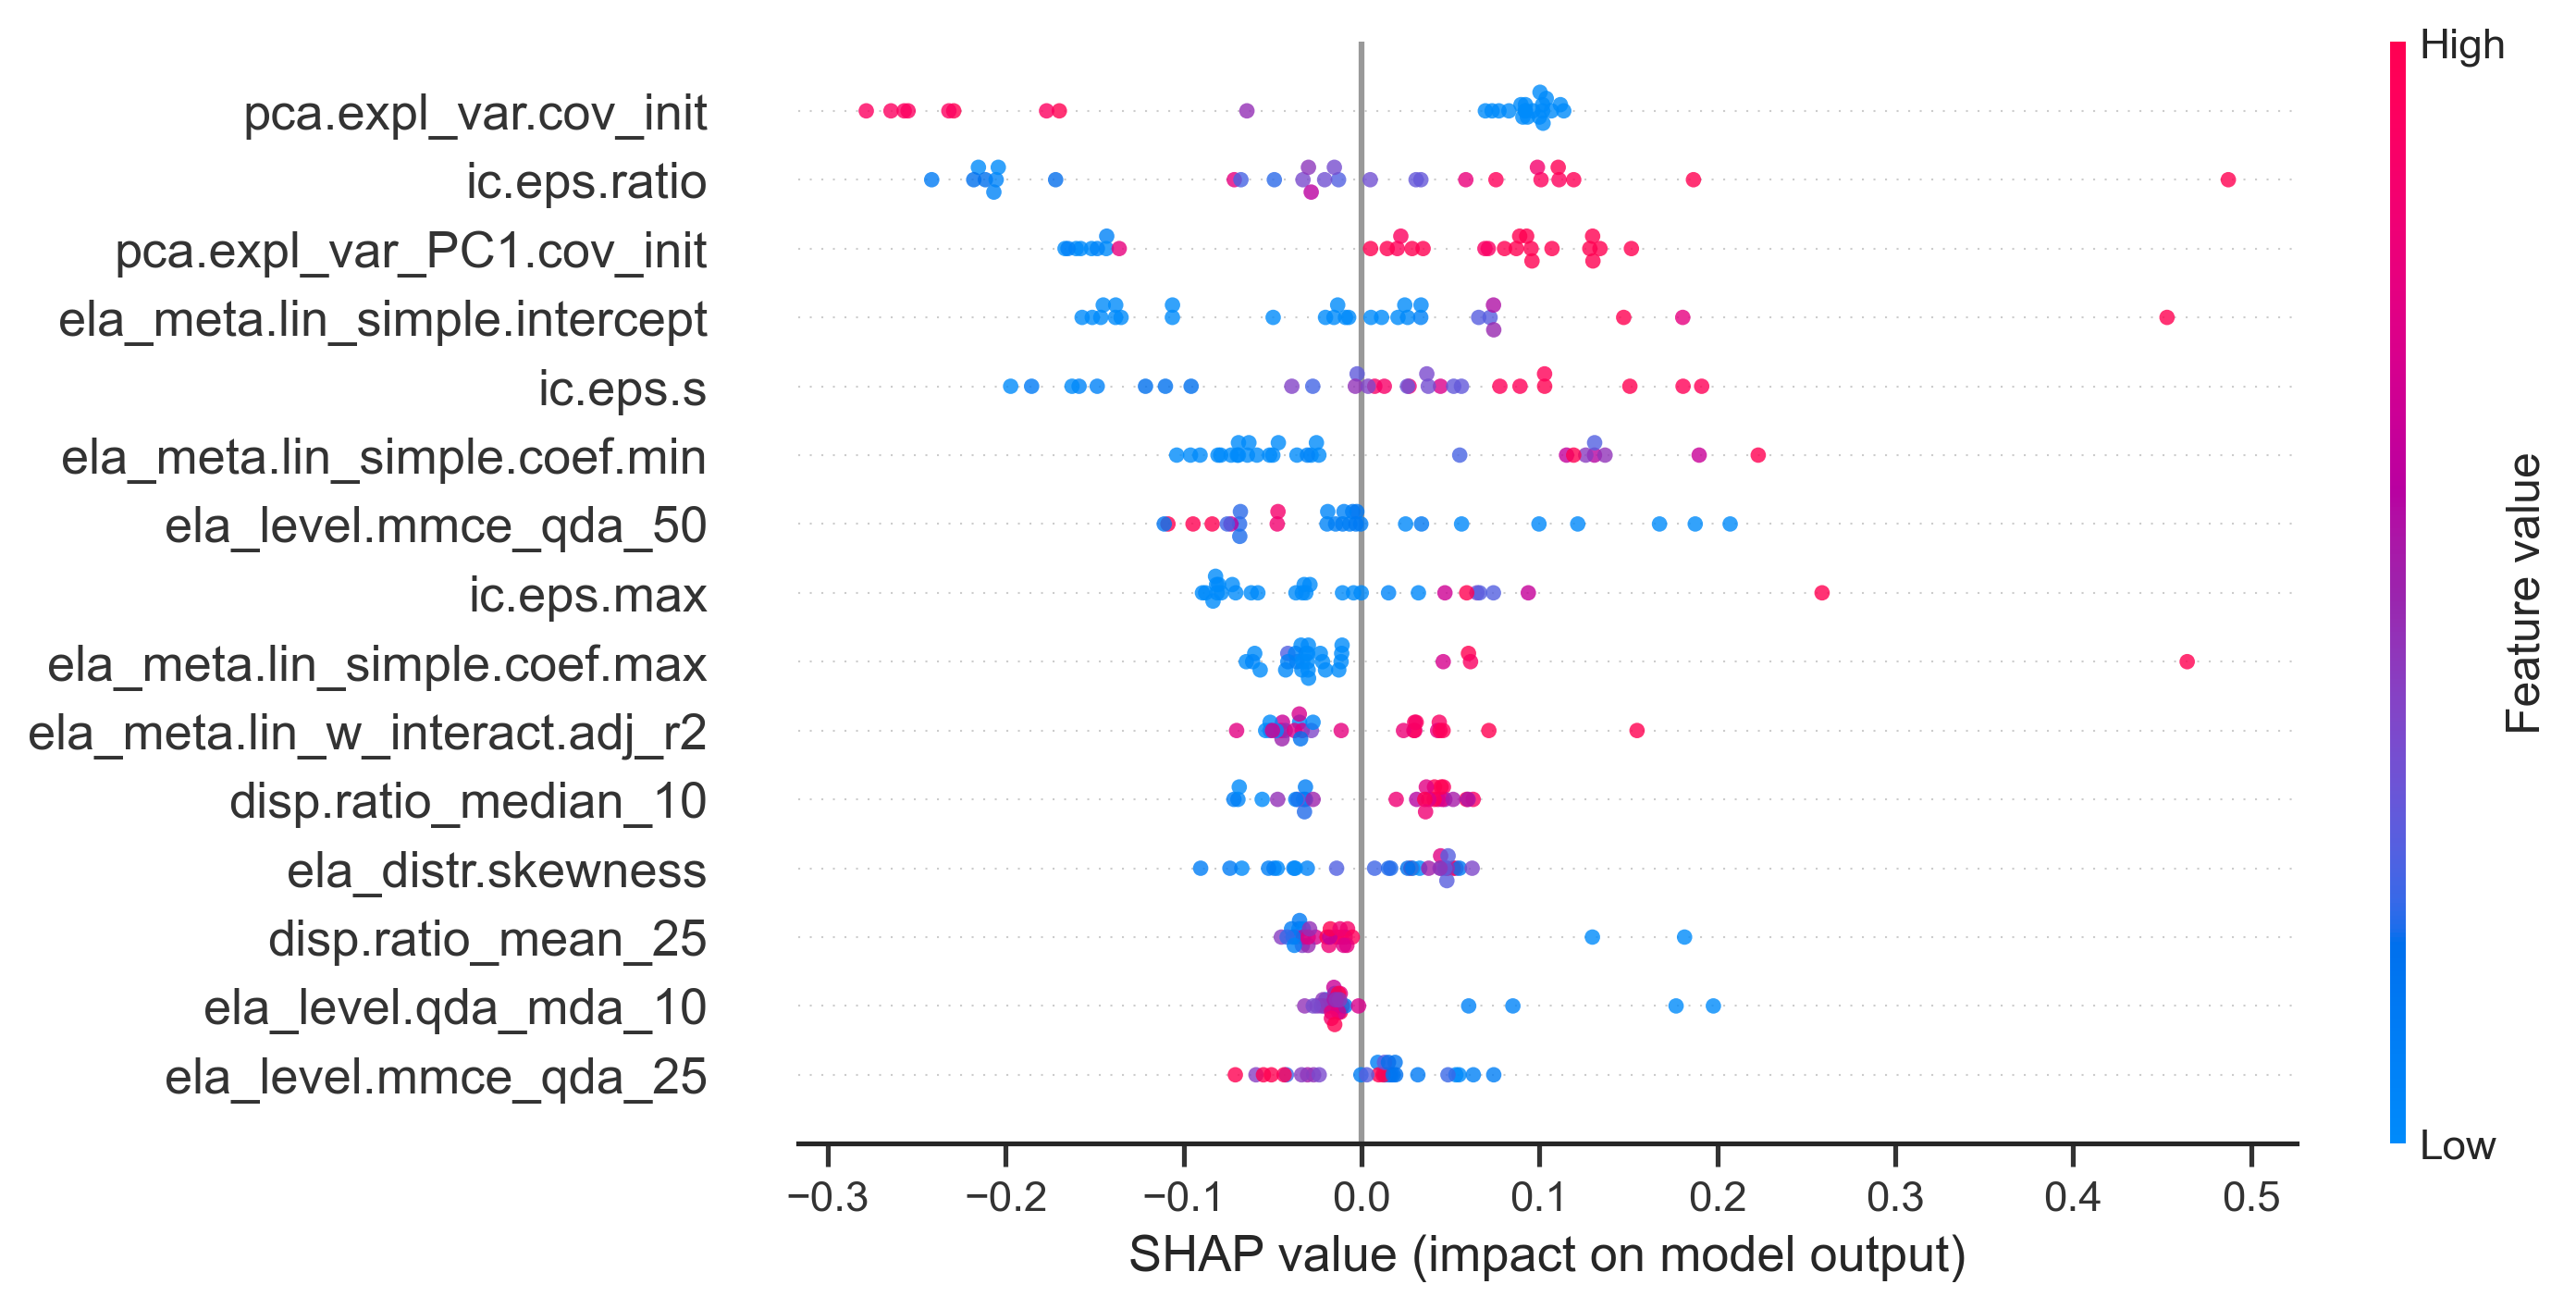 High
pca.expl_var.cov_init
ic.eps.ratio
pca.expl_var_PC1.cov_init
ela_meta.lin_simple.intercept
ic.eps.s
ela_meta.lin_simple.coef.min
ela_level.mmce_qda_50
ic.eps.max
ela_meta.lin_simple.coef.max
ela_meta.lin_w_interact.adj_r2
disp.ratio_median_10
ela_distr.skewness
disp.ratio_mean_25
ela_level.qda_mda_10
ela_level.mmce_qda_25
Feature value
Low
−0.3 −0.2 −0.1 0.0 0.1 0.2 0.3 0.4 0.5
SHAP value (impact on model output)